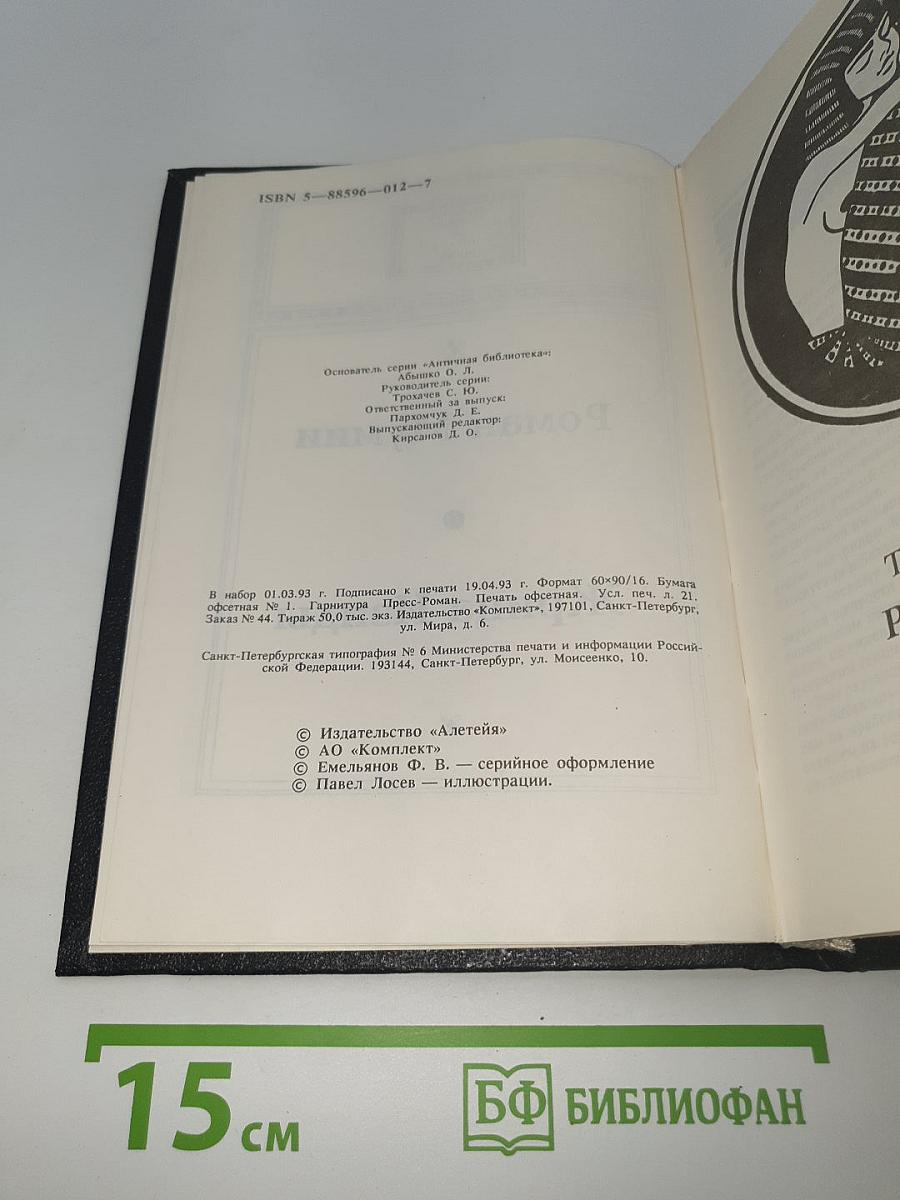 ISBN 5—88596—012—7
Основатель серии «Античная библиотека»:
Абышко О. Л.
Руководитель серии:
Трохачев С. Ю.
Ответственный за выпуск:
Пархомчук Д. Е.
Выпускающий редактор:
Кирсанов Д. О.
В набор 01.03.93 г. Подписано к печати 19.04.93 г. Формат 60×90/16. Бумага
офсетная № 1. Гарнитура Пресс-Роман. Печать офсетная. Усл. печ. л. 21.
Заказ № 44. Тираж 50,0 тыс. экз. Издательство «Комплект», 197101, Санкт-Петербург,
ул. Мира, д. 6.
Санкт-Петербургская типография № 6 Министерства печати и информации Россий-
ской Федерации. 193144, Санкт-Петербург, ул. Моисеенко, 10.
© Издательство «Алетейя»
© АО «Комплект»
© Емельянов Ф. В. — серийное оформление
© Павел Лосев — иллюстрации.
15 см
БФ БИБЛИОФАН